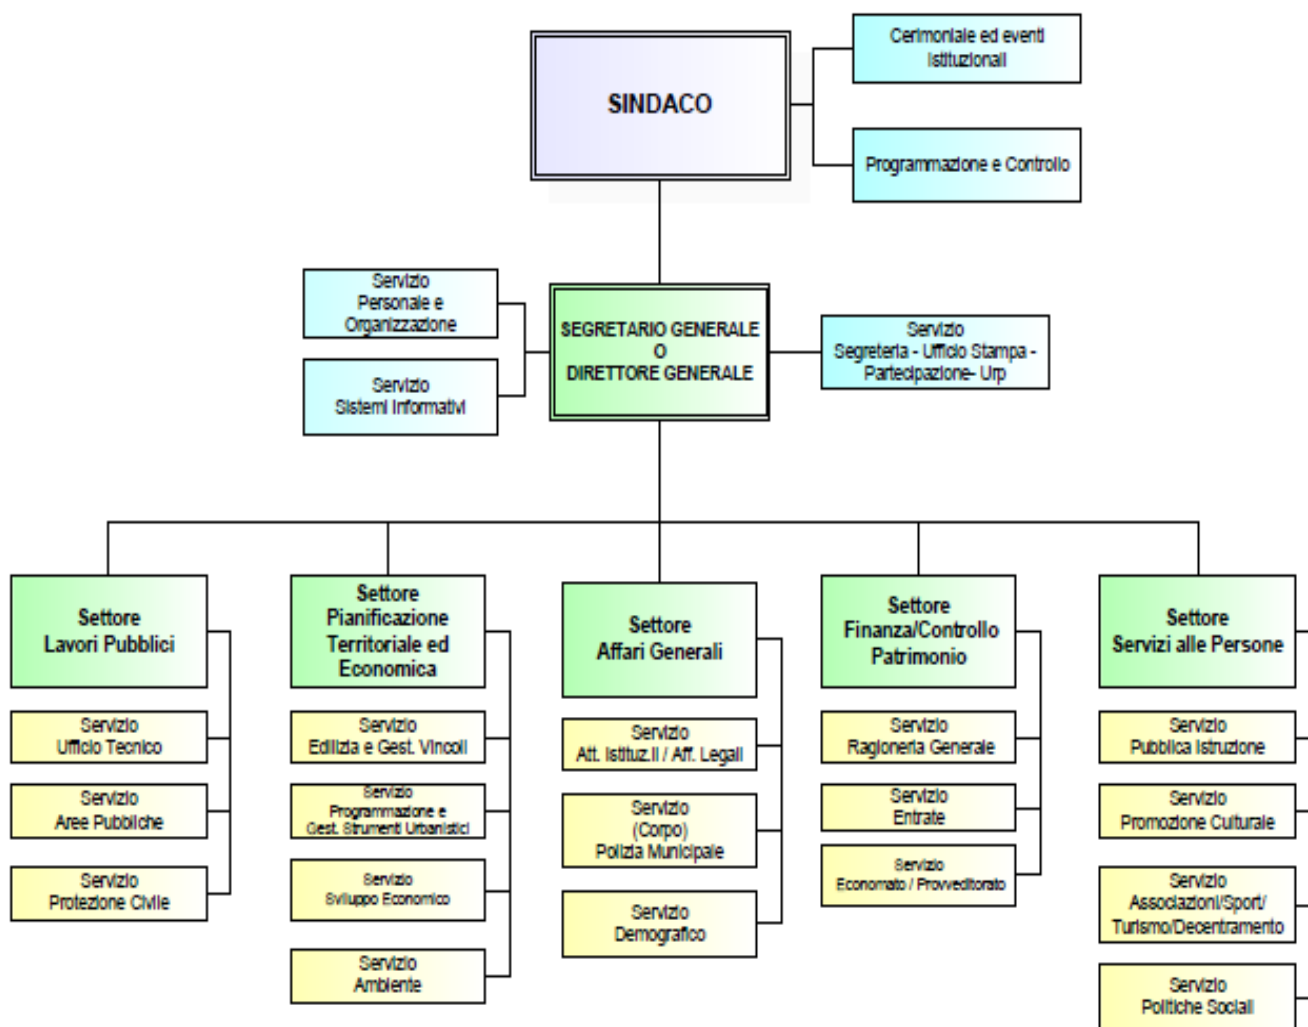 Cerimoniale ed eventi
Istituzionali
SINDACO
Programmazione e Controllo
Servizio
Personale e
Organizzazione
SEGRETARIO GENERALE
O
DIRETTORE GENERALE
Servizio
Segreteria - Ufficio Stampa -
Partecipazione- Urp
Servizio
Sistemi Informativi
Settore
Lavori Pubblici
Servizio
Ufficio Tecnico
Servizio
Aree Pubbliche
Servizio
Protezione Civile
Settore
Pianificazione
Territoriale ed
Economica
Servizio
Edilizia e Gest. Vincoli
Servizio
Programmazione e
Gest. Strumenti Urbanistici
Servizio
Sviluppo Economico
Servizio
Ambiente
Settore
Affari Generali
Servizio
Att. Istituz.li / Aff. Legali
Servizio
(Corpo)
Polizia Municipale
Servizio
Demografico
Settore
Finanza/Controllo
Patrimonio
Servizio
Ragioneria Generale
Servizio
Entrate
Servizio
Economato / Provveditorato
Settore
Servizi alle Persone
Servizio
Pubblica Istruzione
Servizio
Promozione Culturale
Servizio
Associazioni/Sport/
Turismo/Decentramento
Servizio
Politiche Sociali